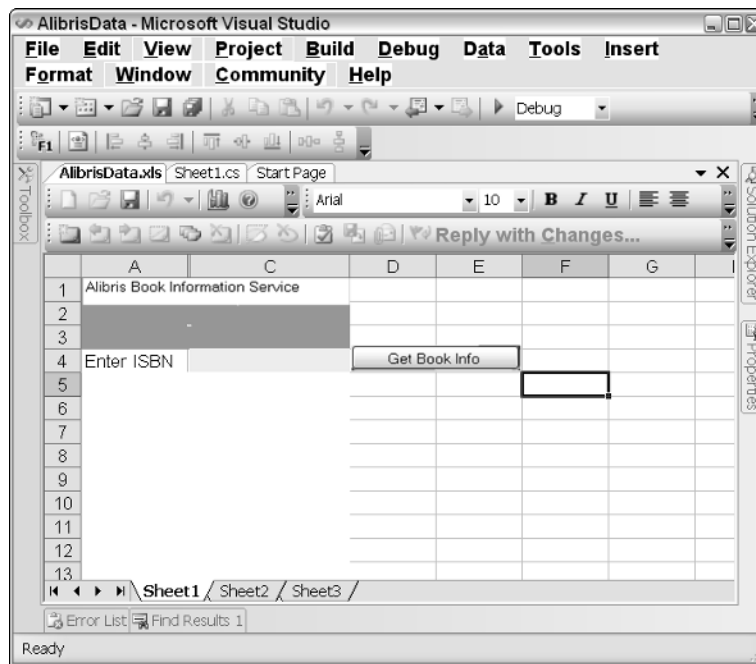 AlibrisData - Microsoft Visual Studio
File Edit View Project Build Debug Data Tools Insert
Format Window Community Help
Debug
F1
AlibrisData.xls Sheet1.cs Start Page
Toolbox
Arial 10 B I U
Reply with Changes...
Solution Explorer
Properties
A C D E F G
1 Alibris Book Information Service
2
3
4 Enter ISBN Get Book Info
5
6
7
8
9
10
11
12
13
Sheet1 Sheet2 Sheet3
Error List Find Results 1
Ready